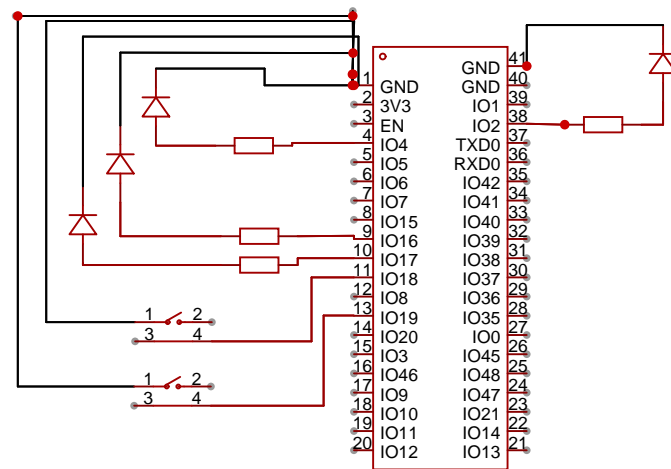 1 GND
2 3V3
3 EN
4 IO4
5 IO5
6 IO6
7 IO7
8 IO15
9 IO16
10 IO17
11 IO18
12 IO8
13 IO19
14 IO20
15 IO3
16 IO46
17 IO9
18 IO10
19 IO11
20 IO12
41 GND
40 GND
39 IO1
38 IO2
37 TXD0
36 RXD0
35 IO42
34 IO41
33 IO40
32 IO39
31 IO38
30 IO37
29 IO36
28 IO35
27 IO0
26 IO45
25 IO48
24 IO47
23 IO21
22 IO14
21 IO13
1 2
3 4
1 2
3 4